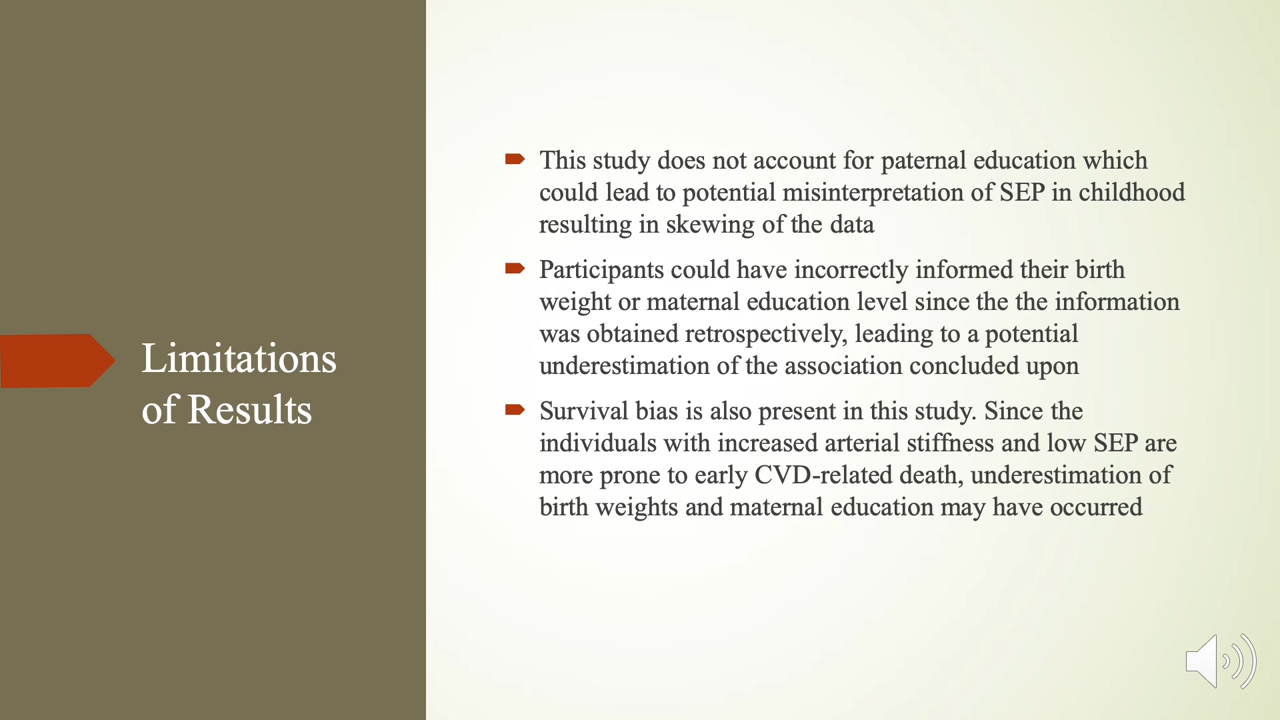 Limitations
of Results
This study does not account for paternal education which
could lead to potential misinterpretation of SEP in childhood
resulting in skewing of the data
Participants could have incorrectly informed their birth
weight or maternal education level since the the information
was obtained retrospectively, leading to a potential
underestimation of the association concluded upon
Survival bias is also present in this study. Since the
individuals with increased arterial stiffness and low SEP are
more prone to early CVD-related death, underestimation of
birth weights and maternal education may have occurred